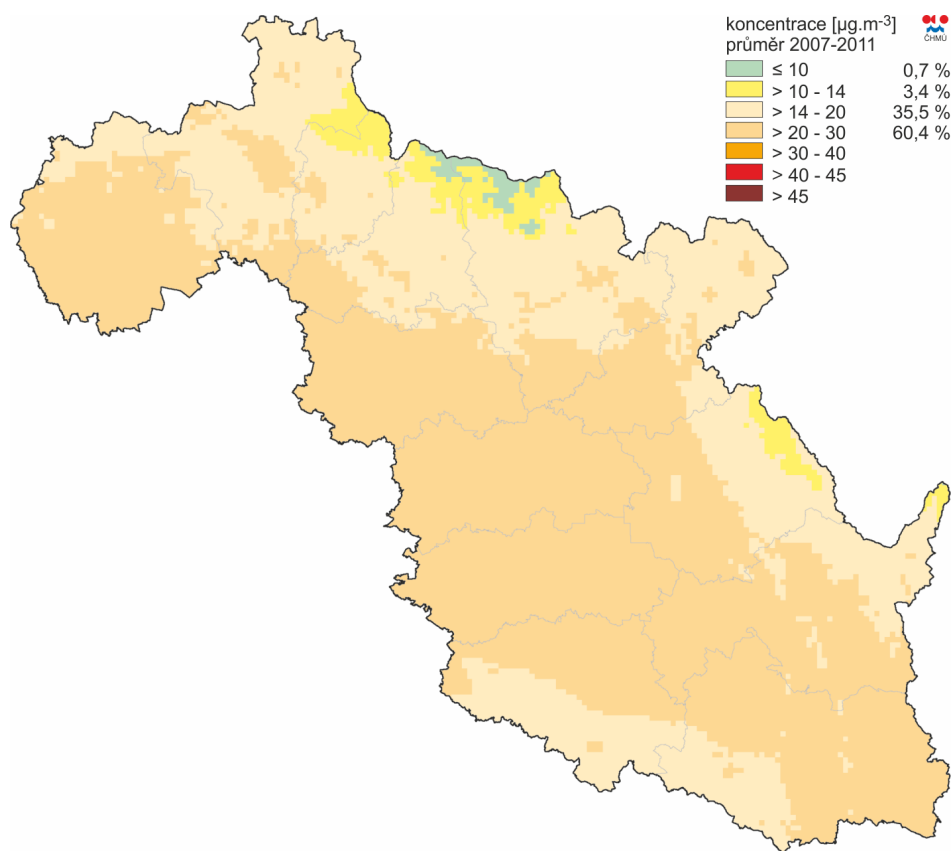 koncentrace [µg.m-3]
průměr 2007-2011
ČHMÚ
≤ 10 0,7 %
> 10 - 14 3,4 %
> 14 - 20 35,5 %
> 20 - 30 60,4 %
> 30 - 40
> 40 - 45
> 45